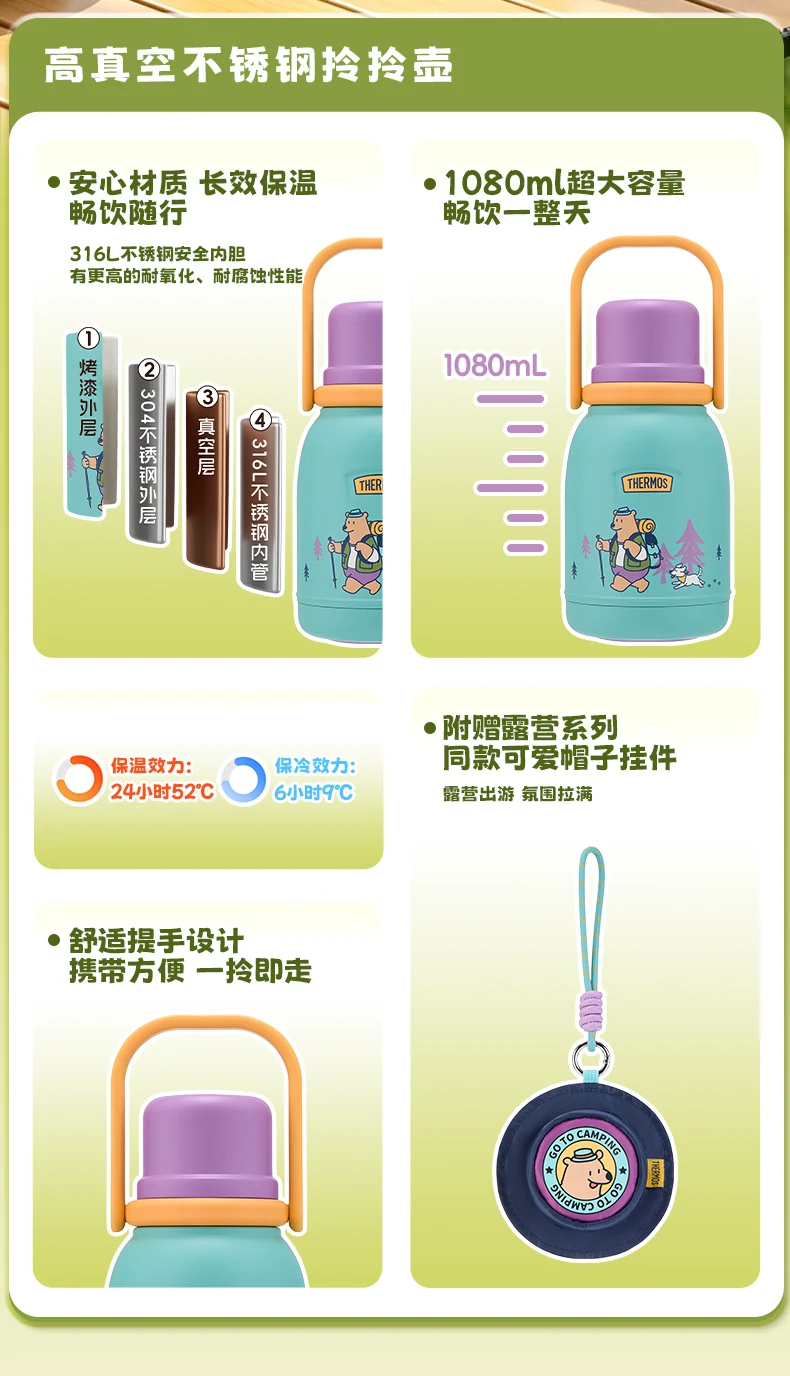 高真空不锈钢拎拎壶
安心材质 长效保温
畅饮随行
316L不锈钢安全内胆
有更高的耐氧化、耐腐蚀性能
1
烤漆外层
2
304不锈钢外层
3
真空层
4
316L不锈钢内管
THER
1080ml超大容量
畅饮一整天
1080mL
THERMOS
保温效力:
24小时52℃
保冷效力:
6小时9℃
附赠露营系列
同款可爱帽子挂件
露营出游 氛围拉满
GO TO CAMPING
GO TO CAMPING
THERMOS
舒适提手设计
携带方便 一拎即走